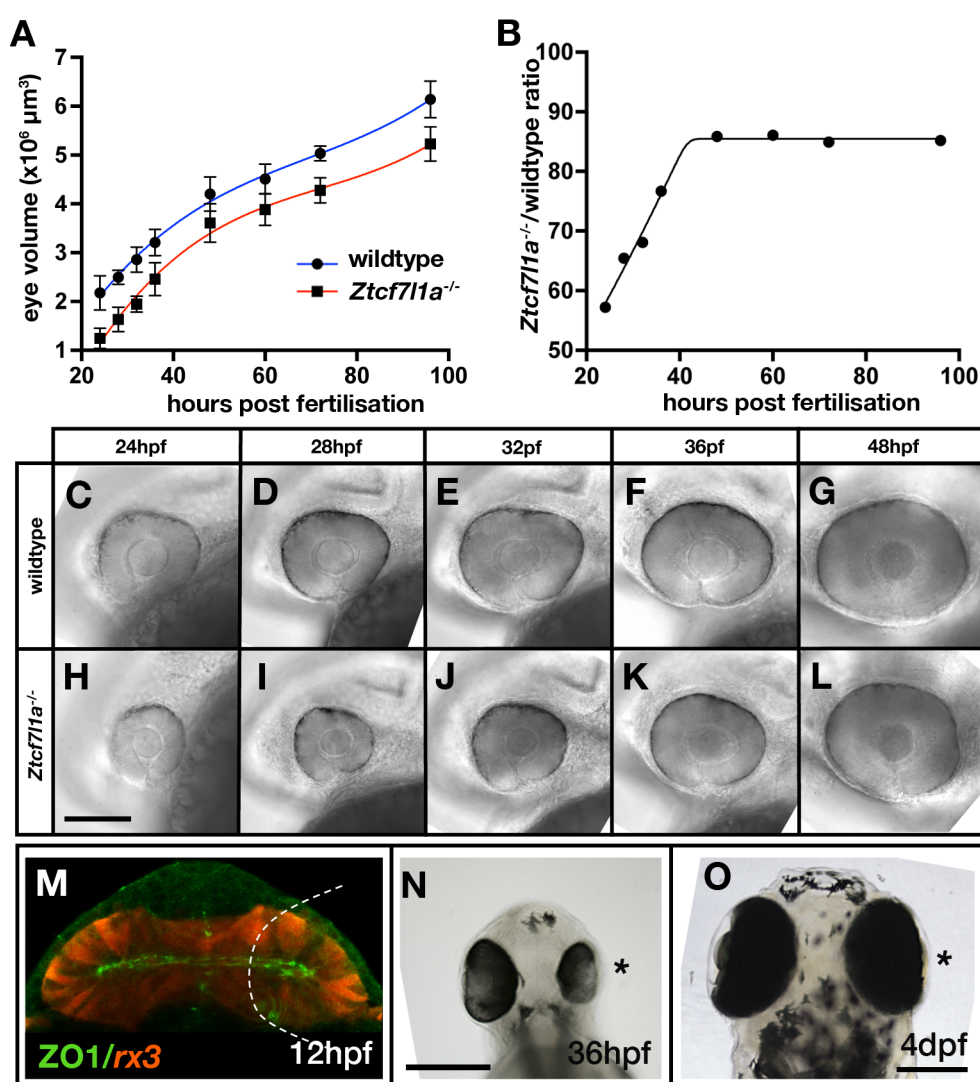 A
eye volume (x10⁶ µm³)
7
6
5
4
3
2
1
20 40 60 80 100
hours post fertilisation
wildtype
Ztcf7l1a-/-
B
Ztcf7l1a-/-/wildtype ratio
100
90
80
70
60
50
20 40 60 80 100
hours post fertilisation
24hpf 28hpf 32pf 36pf 48hpf
wildtype
C D E F G
Ztcf7l1a-/-
H I J K L
M
ZO1/rx3 12hpf
N
*
36hpf
O
*
4dpf